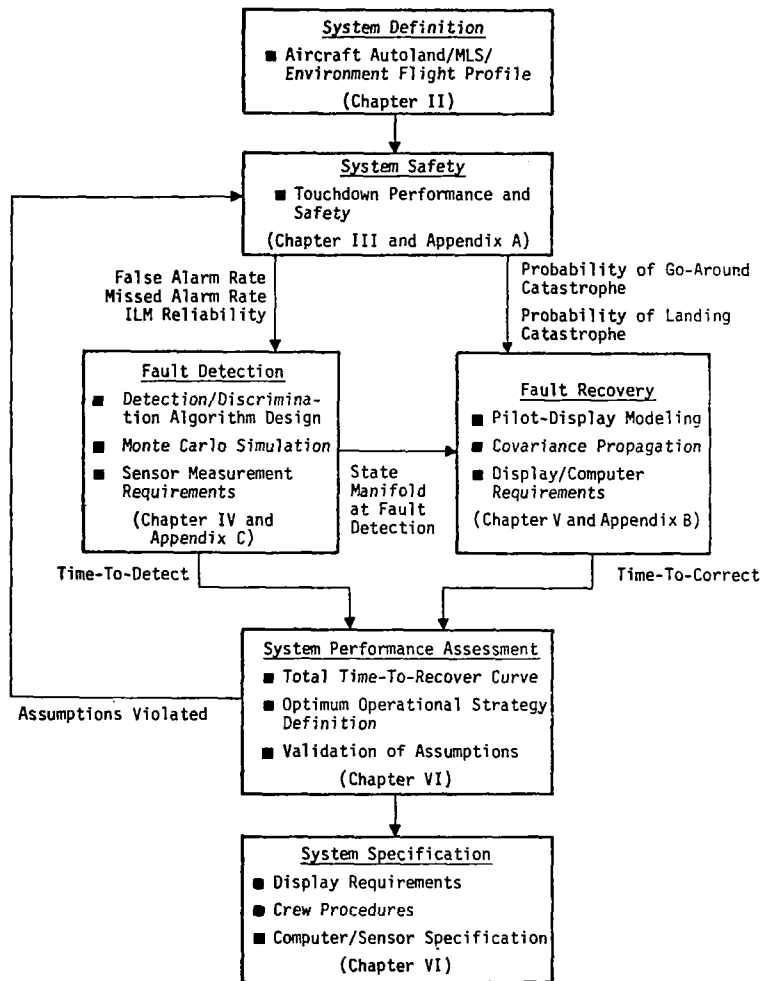 System Definition
■ Aircraft Autoland/MLS/
Environment Flight Profile
(Chapter II)
System Safety
■ Touchdown Performance and
Safety
(Chapter III and Appendix A)
False Alarm Rate
Missed Alarm Rate
ILM Reliability
Probability of Go-Around
Catastrophe
Probability of Landing
Catastrophe
Fault Detection
■ Detection/Discrimina-
tion Algorithm Design
■ Monte Carlo Simulation
■ Sensor Measurement
Requirements
(Chapter IV and
Appendix C)
State
Manifold
at Fault
Detection
Fault Recovery
■ Pilot-Display Modeling
■ Covariance Propagation
■ Display/Computer
Requirements
(Chapter V and Appendix B)
Time-To-Detect
Time-To-Correct
System Performance Assessment
■ Total Time-To-Recover Curve
■ Optimum Operational Strategy
Definition
■ Validation of Assumptions
(Chapter VI)
Assumptions Violated
System Specification
● Display Requirements
● Crew Procedures
■ Computer/Sensor Specification
(Chapter VI)